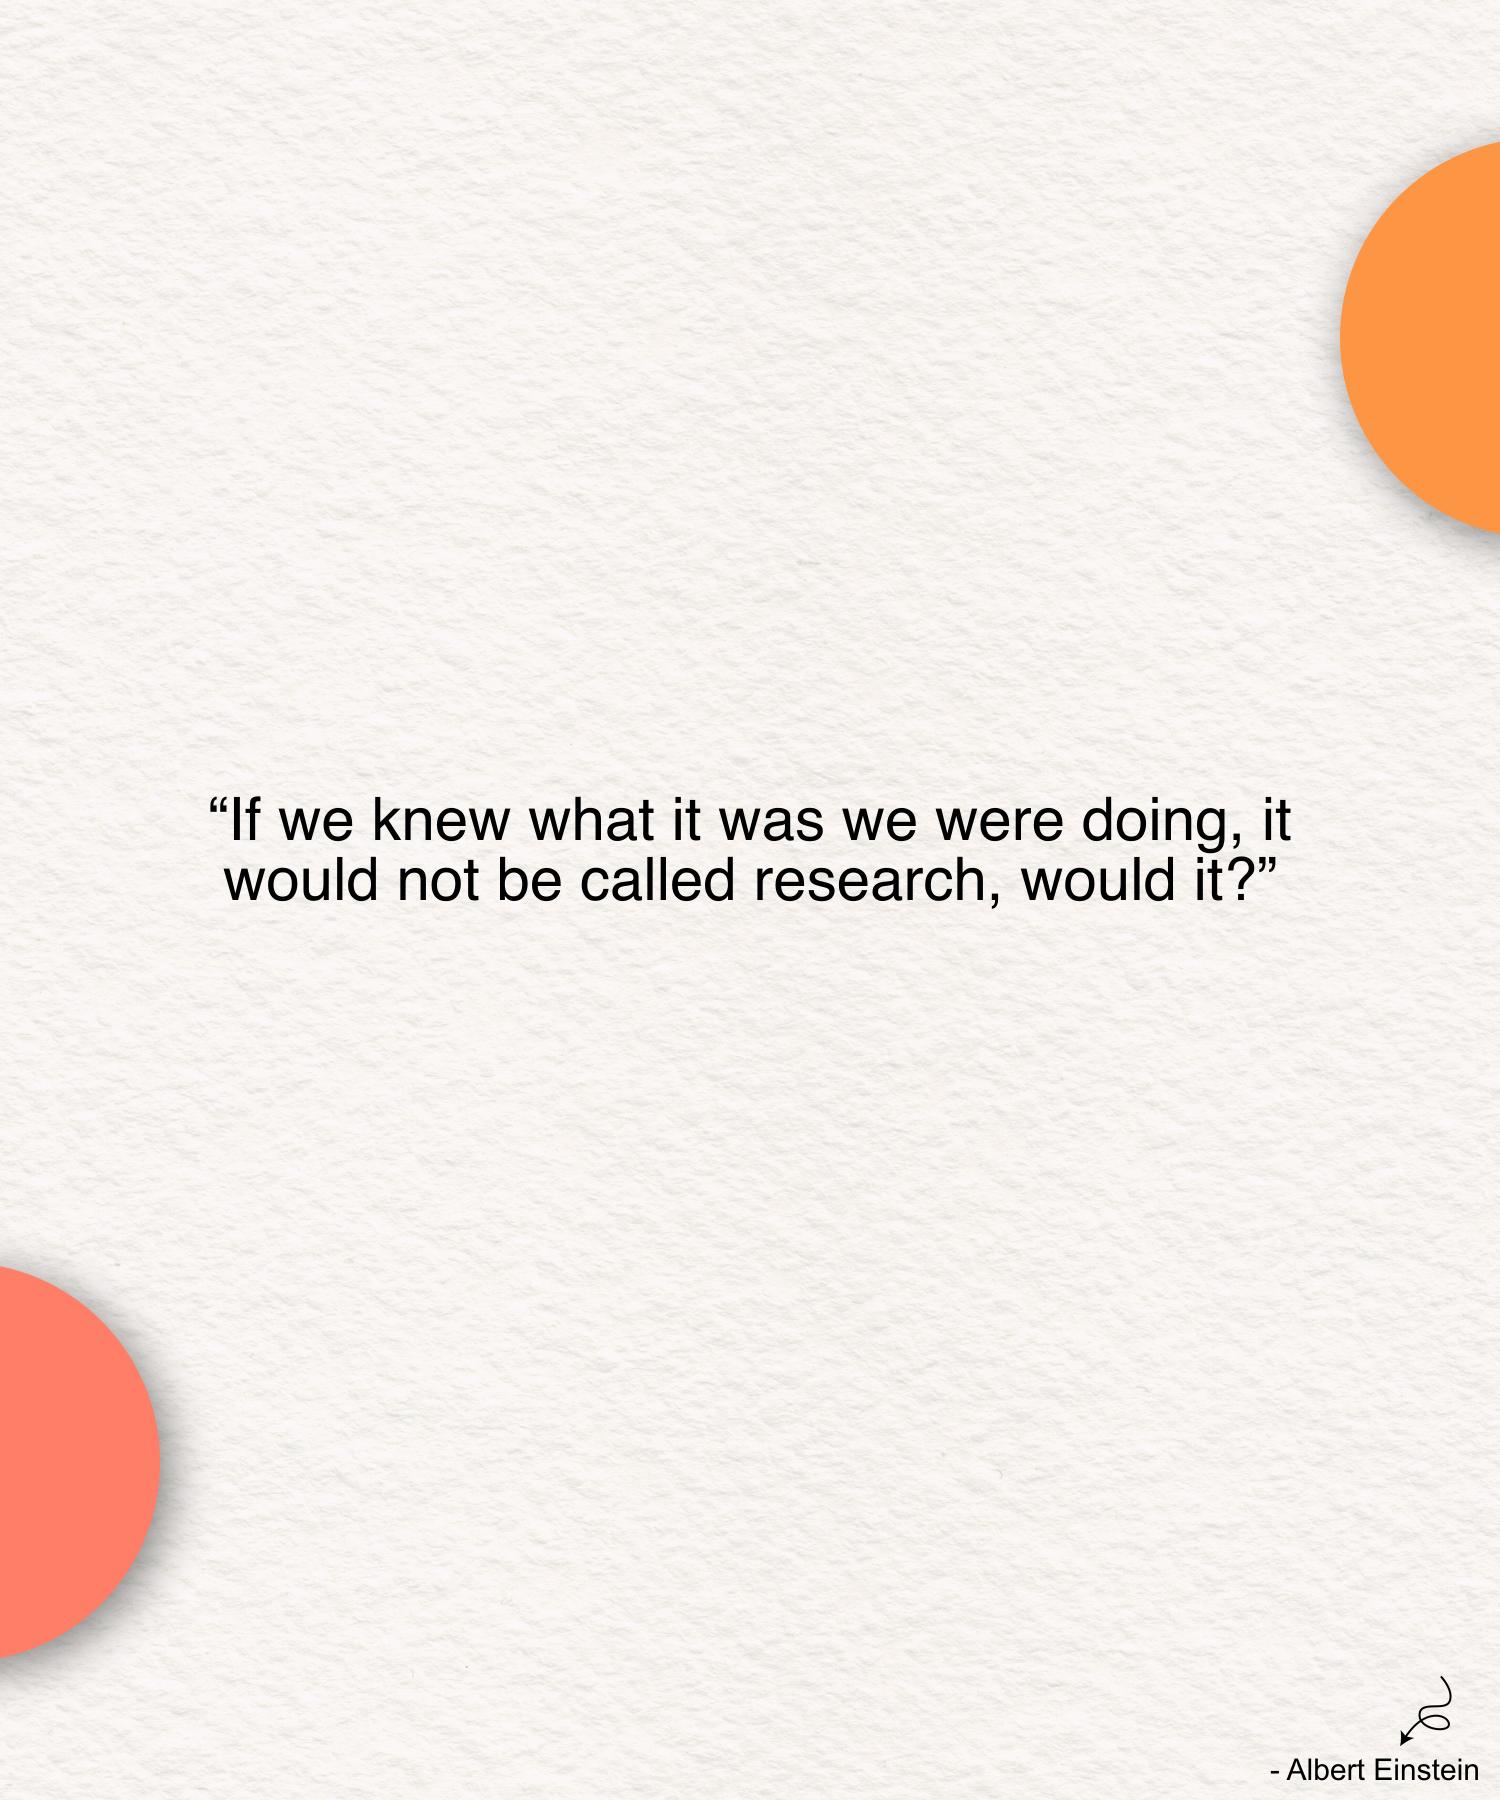 “If we knew what it was we were doing, it
would not be called research, would it?”
- Albert Einstein